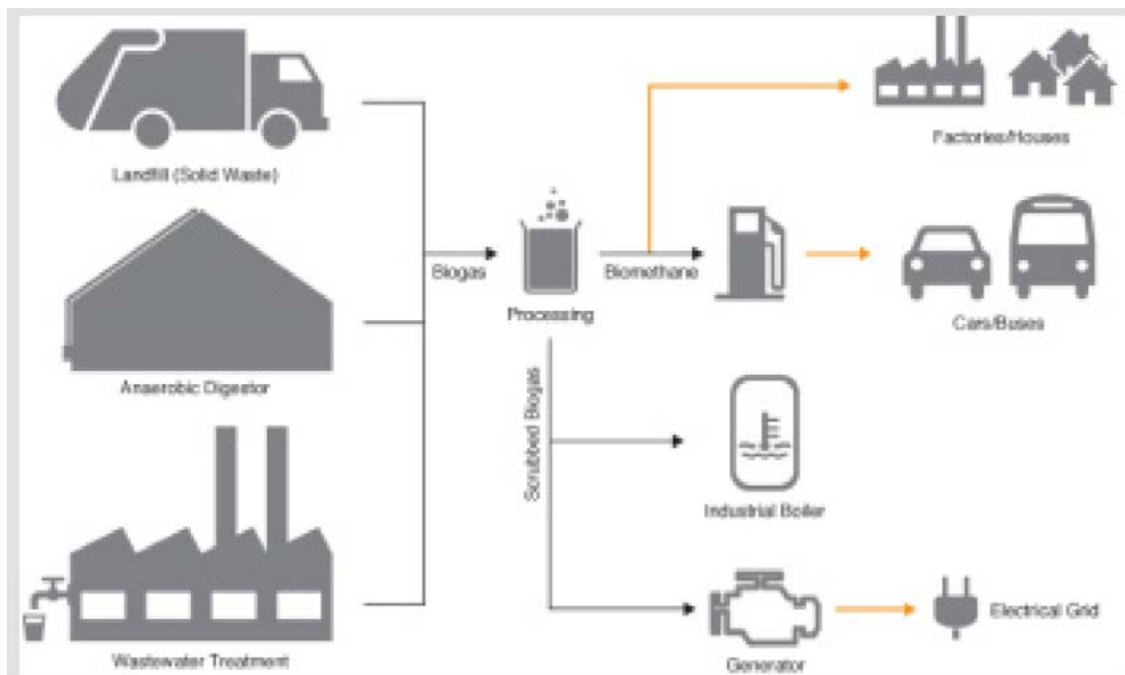 Factories/Houses
Landfill (Solid Waste)
Biogas
Biomethane
Processing
Cars/Buses
Anaerobic Digestor
Scrubbed Biogas
Industrial Boiler
Electrical Grid
Wastewater Treatment
Generator